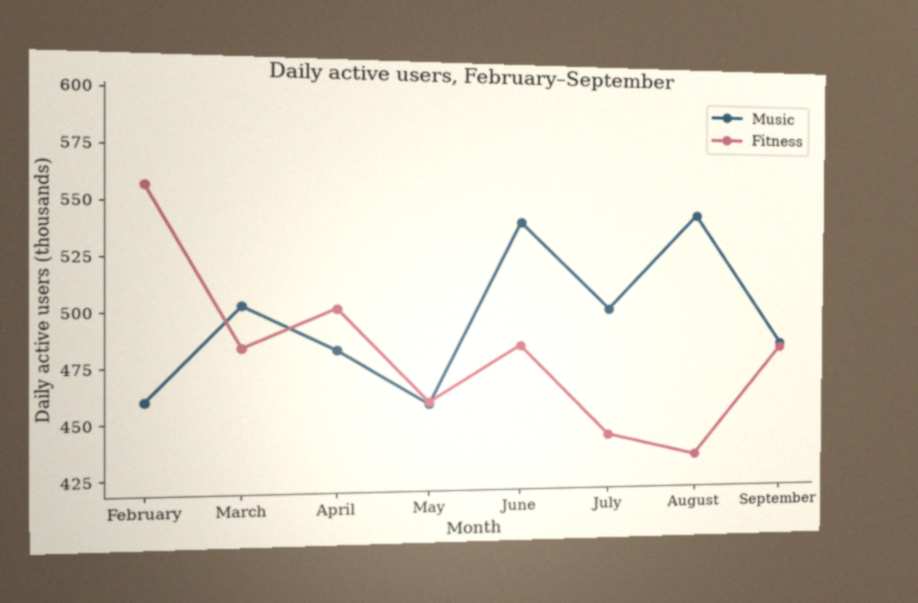 Daily active users, February–September
Music
Fitness
Daily active users (thousands)
600
575
550
525
500
475
450
425
February
March
April
May
June
July
August
September
Month